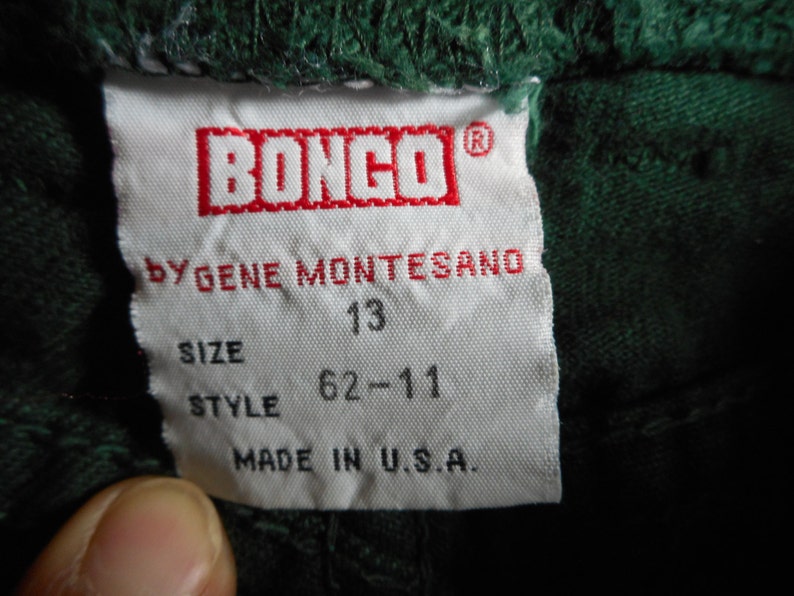 BONGO®
by GENE MONTESANO
SIZE 13
STYLE 62-11
MADE IN U.S.A.